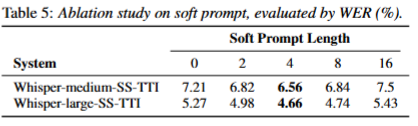 Table 5: Ablation study on soft prompt, evaluated by WER (%).
Soft Prompt Length
System 0 2 4 8 16
Whisper-medium-SS-TTI 7.21 6.82 6.56 6.84 7.5
Whisper-large-SS-TTI 5.27 4.98 4.66 4.74 5.43